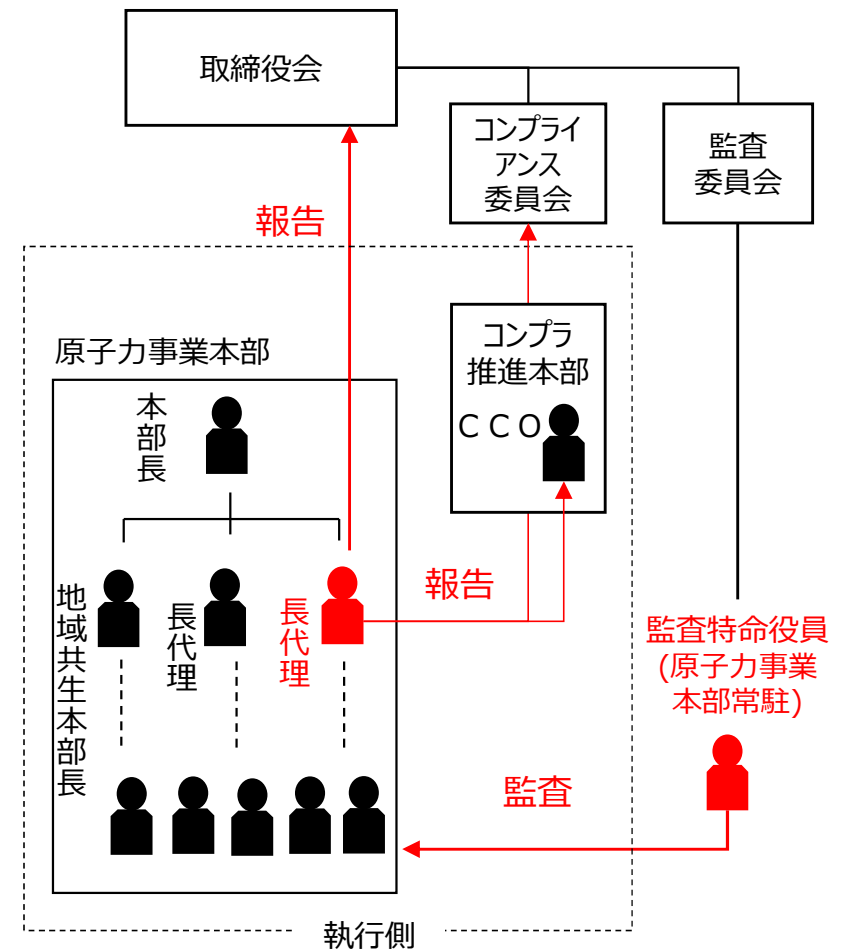 取締役会
コンプライ
アンス
委員会
監査
委員会
報告
原子力事業本部
コンプラ
推進本部
ＣＣＯ
本部長
報告
地域共生本部長
長代理
長代理
監査特命役員
(原子力事業
本部常駐)
監査
執行側